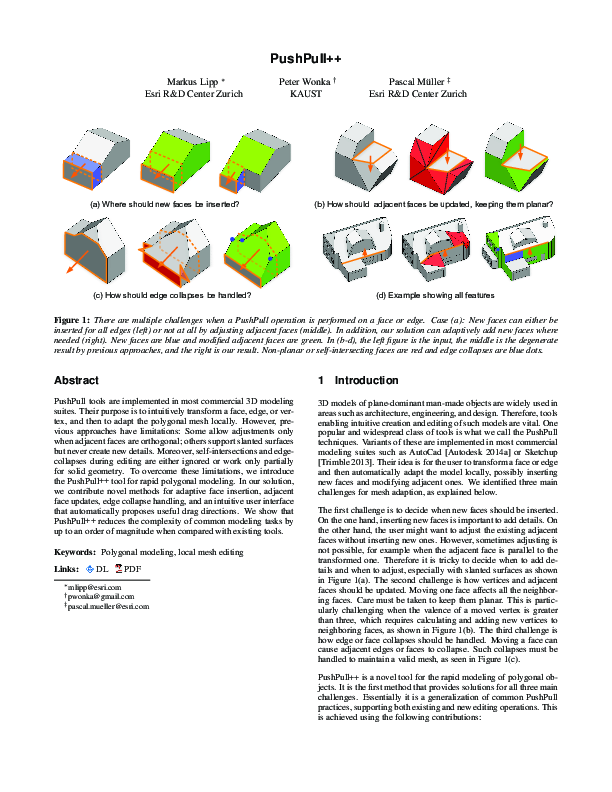 PushPull++
Markus Lipp * Peter Wonka † Pascal Müller ‡
Esri R&D Center Zurich KAUST Esri R&D Center Zurich
(a) Where should new faces be inserted?
(b) How should adjacent faces be updated, keeping them planar?
(c) How should edge collapses be handled?
(d) Example showing all features
Figure 1: There are multiple challenges when a PushPull operation is performed on a face or edge. Case (a): New faces can either be
inserted for all edges (left) or not at all by adjusting adjacent faces (middle). In addition, our solution can adaptively add new faces where
needed (right). New faces are blue and modified adjacent faces are green. In (b-d), the left figure is the input, the middle is the degenerate
result by previous approaches, and the right is our result. Non-planar or self-intersecting faces are red and edge collapses are blue dots.
Abstract
PushPull tools are implemented in most commercial 3D modeling
suites. Their purpose is to intuitively transform a face, edge, or ver-
tex, and then to adapt the polygonal mesh locally. However, pre-
vious approaches have limitations: Some allow adjustments only
when adjacent faces are orthogonal; others support slanted surfaces
but never create new details. Moreover, self-intersections and edge-
collapses during editing are either ignored or work only partially
for solid geometry. To overcome these limitations, we introduce
the PushPull++ tool for rapid polygonal modeling. In our solution,
we contribute novel methods for adaptive face insertion, adjacent
face updates, edge collapse handling, and an intuitive user interface
that automatically proposes useful drag directions. We show that
PushPull++ reduces the complexity of common modeling tasks by
up to an order of magnitude when compared with existing tools.
Keywords: Polygonal modeling, local mesh editing
Links: DL PDF
*mlipp@esri.com
†pwonka@gmail.com
‡pascal.mueller@esri.com
1 Introduction
3D models of plane-dominant man-made objects are widely used in
areas such as architecture, engineering, and design. Therefore, tools
enabling intuitive creation and editing of such models are vital. One
popular and widespread class of tools is what we call the PushPull
techniques. Variants of these are implemented in most commercial
modeling suites such as AutoCad [Autodesk 2014a] or Sketchup
[Trimble 2013]. Their idea is for the user to transform a face or edge
and then automatically adapt the model locally, possibly inserting
new faces and modifying adjacent ones. We identified three main
challenges for mesh adaption, as explained below.
The first challenge is to decide when new faces should be inserted.
On the one hand, inserting new faces is important to add details. On
the other hand, the user might want to adjust the existing adjacent
faces without inserting new ones. However, sometimes adjusting is
not possible, for example when the adjacent face is parallel to the
transformed one. Therefore it is tricky to decide when to add de-
tails and when to adjust, especially with slanted surfaces as shown
in Figure 1(a). The second challenge is how vertices and adjacent
faces should be updated. Moving one face affects all the neighbor-
ing faces. Care must be taken to keep them planar. This is partic-
ularly challenging when the valence of a moved vertex is greater
than three, which requires calculating and adding new vertices to
neighboring faces, as shown in Figure 1(b). The third challenge is
how edge or face collapses should be handled. Moving a face can
cause adjacent edges or faces to collapse. Such collapses must be
handled to maintain a valid mesh, as seen in Figure 1(c).
PushPull++ is a novel tool for the rapid modeling of polygonal ob-
jects. It is the first method that provides solutions for all three main
challenges. Essentially it is a generalization of common PushPull
practices, supporting both existing and new editing operations. This
is achieved using the following contributions: